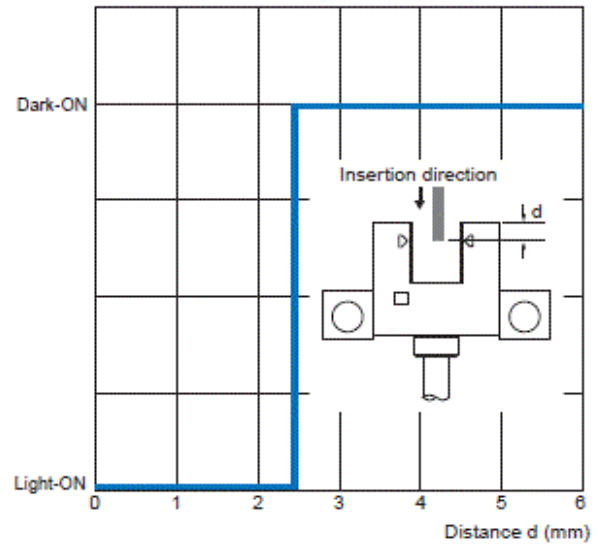 Dark-ON
Insertion direction
d
Light-ON
0 1 2 3 4 5 6
Distance d (mm)